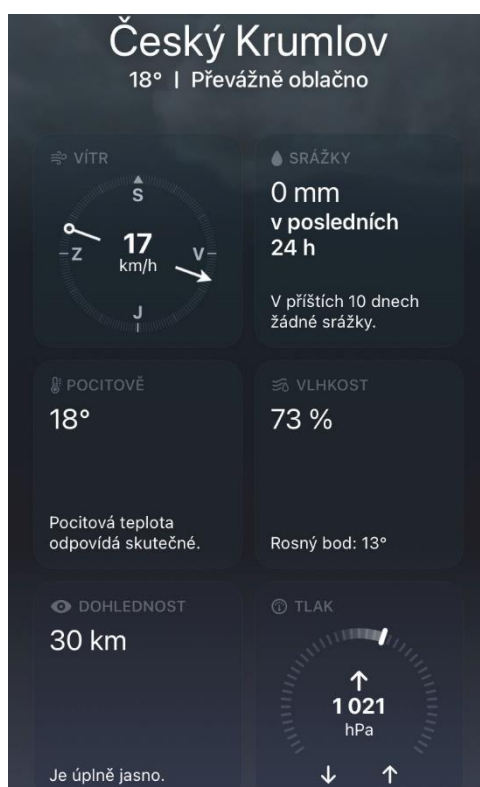 Český Krumlov
18° | Převážně oblačno
VÍTR
S
Z
17
km/h
V
J
SRÁŽKY
0 mm
v posledních
24 h
V příštích 10 dnech
žádné srážky.
POCITOVĚ
18°
Pocitová teplota
odpovídá skutečné.
VLHKOST
73 %
Rosný bod: 13°
DOHLEDNOST
30 km
Je úplně jasno.
TLAK
1 021
hPa